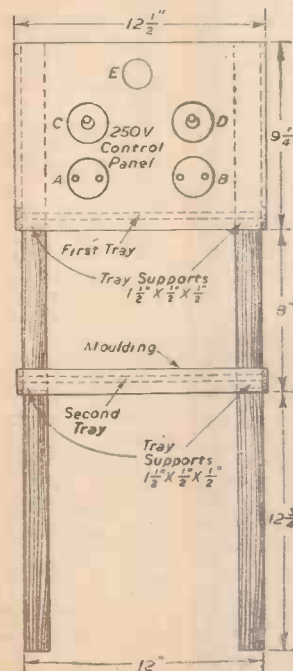 12 1/2"
E
C
D
250V
Control
Panel
A
B
9 1/4
First Tray
Tray Supports
1 1/2" X 1/2" X 1/2"
8"
Moulding
Second
Tray
Tray
Supports
1 1/2" X 1/2" X 1/2"
12 3/4
12"